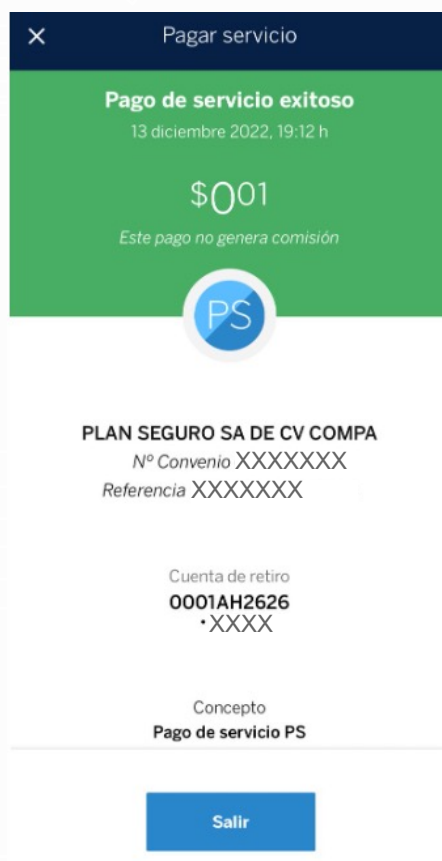 Pagar servicio
Pago de servicio exitoso
13 diciembre 2022, 19:12 h
$001
Este pago no genera comisión
PS
PLAN SEGURO SA DE CV COMPA
Nº Convenio XXXXXXX
Referencia XXXXXXX
Cuenta de retiro
0001AH2626
•XXXX
Concepto
Pago de servicio PS
Salir